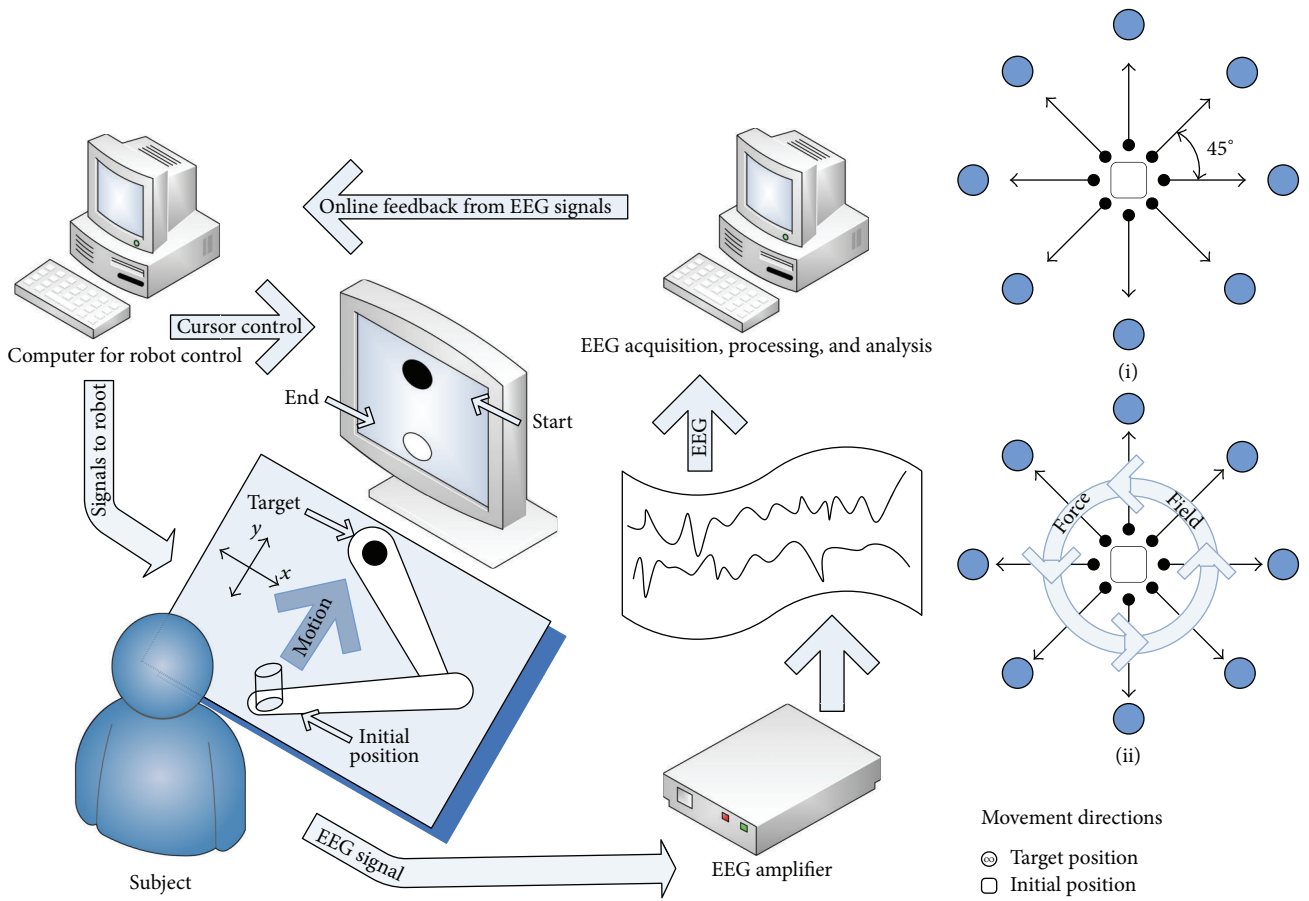 Online feedback from EEG signals
Computer for robot control
Cursor control
EEG acquisition, processing, and analysis
End
Start
Signals to robot
Target
y
x
Motion
Initial
position
Subject
EEG signal
EEG amplifier
EEG
45°
(i)
Force
Field
(ii)
Movement directions
∞ Target position
Initial position